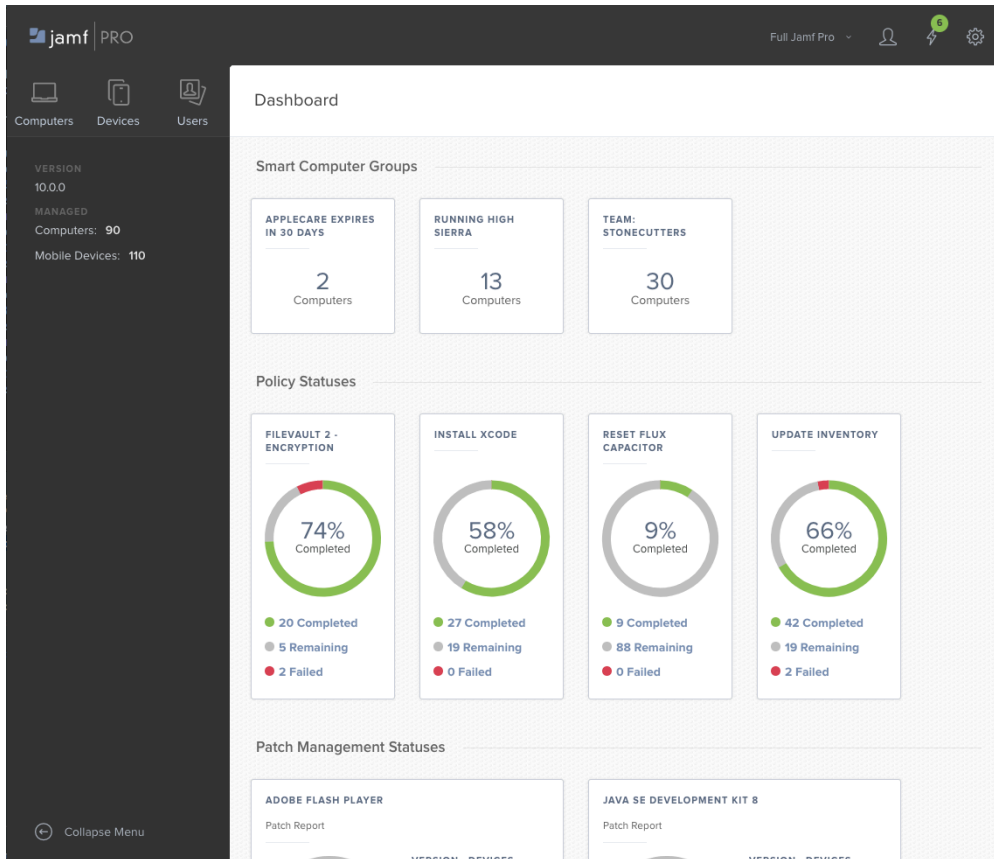 jamf PRO
Full Jamf Pro
6
Computers
Devices
Users
VERSION
10.0.0
MANAGED
Computers: 90
Mobile Devices: 110
Collapse Menu
Dashboard
Smart Computer Groups
APPLECARE EXPIRES
IN 30 DAYS
2
Computers
RUNNING HIGH
SIERRA
13
Computers
TEAM:
STONECUTTERS
30
Computers
Policy Statuses
FILEVAULT 2 -
ENCRYPTION
74%
Completed
20 Completed
5 Remaining
2 Failed
INSTALL XCODE
58%
Completed
27 Completed
19 Remaining
0 Failed
RESET FLUX
CAPACITOR
9%
Completed
9 Completed
88 Remaining
0 Failed
UPDATE INVENTORY
66%
Completed
42 Completed
19 Remaining
2 Failed
Patch Management Statuses
ADOBE FLASH PLAYER
Patch Report
VERSION - DEVICES
JAVA SE DEVELOPMENT KIT 8
Patch Report
VERSION - DEVICES